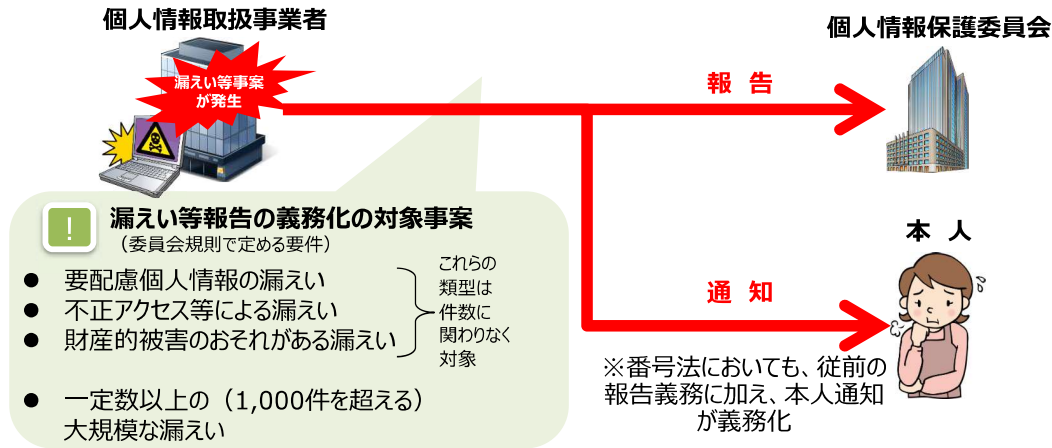 個人情報取扱事業者
個人情報保護委員会
漏えい等事案
が発生
報 告
!
漏えい等報告の義務化の対象事案
（委員会規則で定める要件）
● 要配慮個人情報の漏えい
● 不正アクセス等による漏えい
● 財産的被害のおそれがある漏えい
これらの
類型は
件数に
関わりなく
対象
● 一定数以上の（1,000件を超える）
大規模な漏えい
本 人
通 知
※番号法においても、従前の
報告義務に加え、本人通知
が義務化